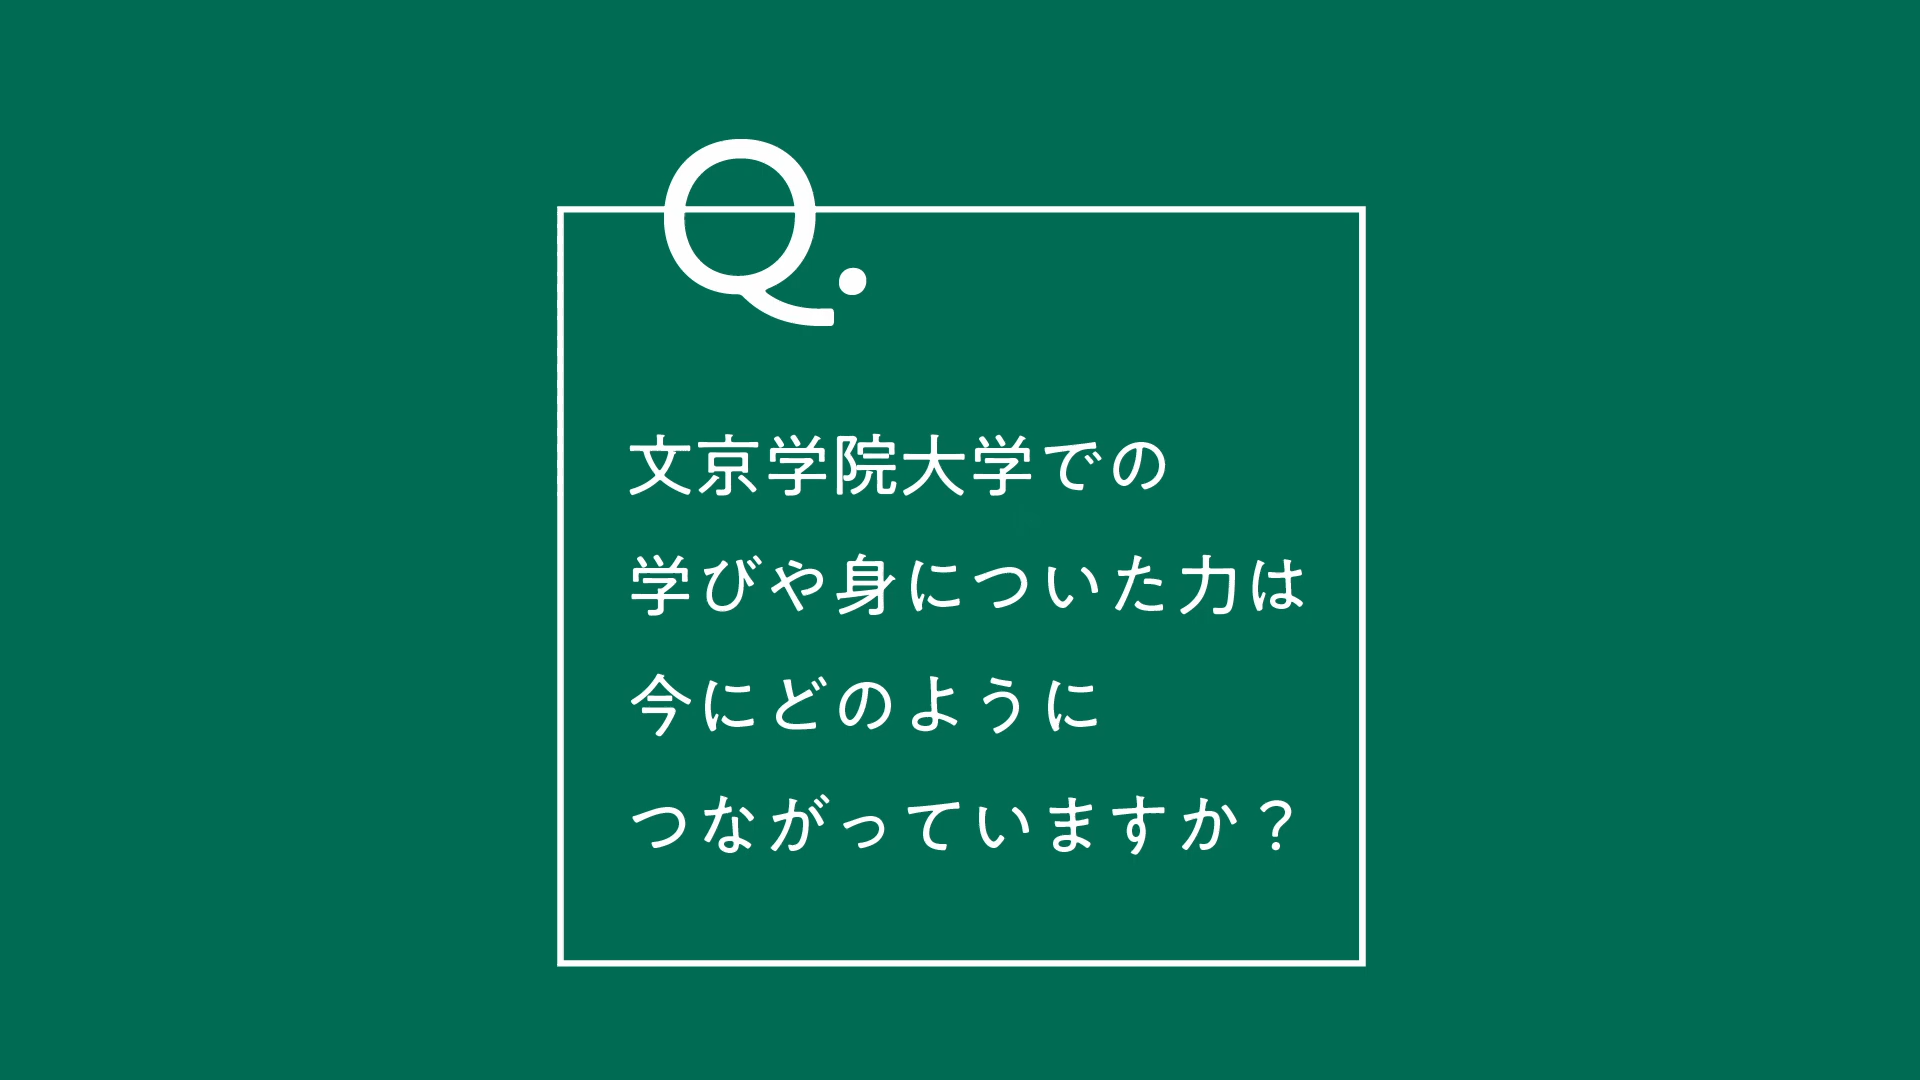 Q.
文京学院大学での
学びや身についた力は
今にどのように
つながっていますか？